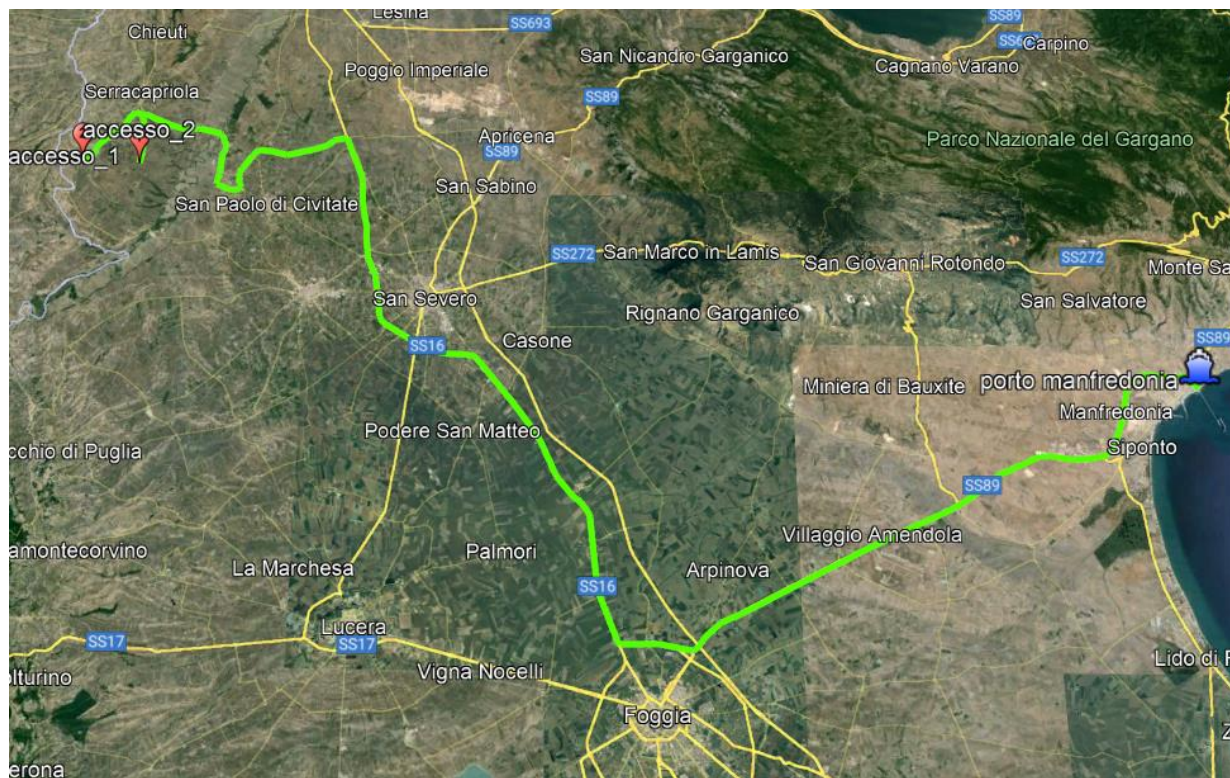 Lesina
SS693
SS89
Chieuti
SS6
Carpino
San Nicandro Garganico
Cagnano Varano
Poggio Imperiale
Serracapriola
SS89
accesso_2
Apricena
Parco Nazionale del Gargano
accesso_1
SS89
San Sabino
San Paolo di Civitate
SS272
San Marco in Lamis
San Giovanni Rotondo
SS272
Monte Sa
San Severo
San Salvatore
Rignano Garganico
SS16
Casone
SS89
Miniera di Bauxite
porto manfredonia
Manfredonia
Podere San Matteo
Siponto
cchio di Puglia
SS89
Villaggio Amendola
amontecorvino
Palmori
La Marchesa
Arpinova
SS16
Lucera
SS17
SS17
Vigna Nocelli
Lido di
olturino
Foggia
Z
erona